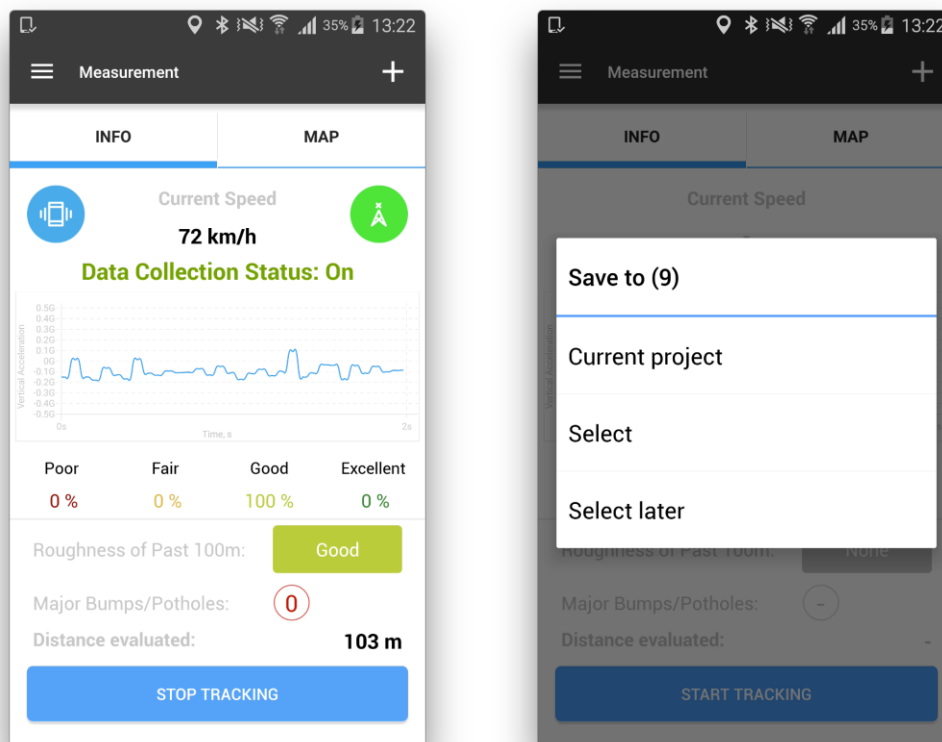 35% 13:22
Measurement
INFO MAP
Current Speed
72 km/h
Data Collection Status: On
0.5G
0.4G
0.3G
0.2G
0.1G
0G
-0.1G
-0.2G
-0.3G
-0.4G
-0.5G
Vertical Acceleration
0s 2s
Time, s
Poor Fair Good Excellent
0 % 0 % 100 % 0 %
Roughness of Past 100m: Good
Major Bumps/Potholes: 0
Distance evaluated: 103 m
STOP TRACKING
35% 13:22
Measurement
INFO MAP
Current Speed
Save to (9)
Current project
Select
Select later
Roughness of Past 100m: None
Major Bumps/Potholes: -
Distance evaluated: -
START TRACKING